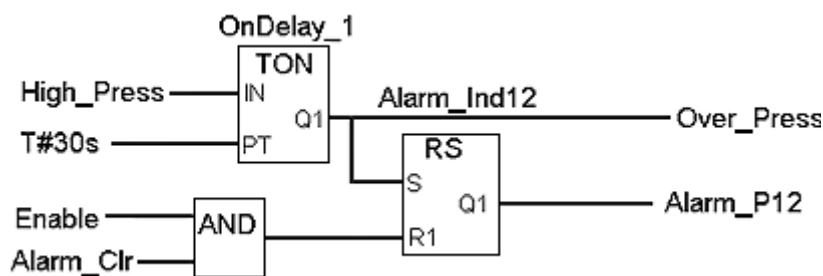 OnDelay_1
TON
High_Press
IN
Q1
Alarm_Ind12
Over_Press
T#30s
PT
RS
S
Q1
Alarm_P12
Enable
AND
R1
Alarm_Clr